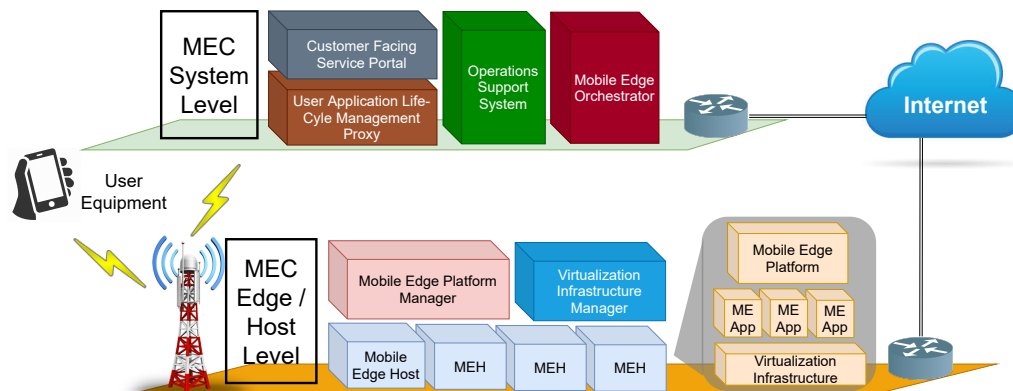 MEC
System
Level
Customer Facing
Service Portal
User Application Life-
Cyle Management
Proxy
Operations
Support
System
Mobile Edge
Orchestrator
Internet
User
Equipment
MEC
Edge /
Host
Level
Mobile Edge Platform
Manager
Virtualization
Infrastructure
Manager
Mobile
Edge Host
MEH
MEH
MEH
Mobile Edge
Platform
ME
App
ME
App
ME
App
Virtualization
Infrastructure